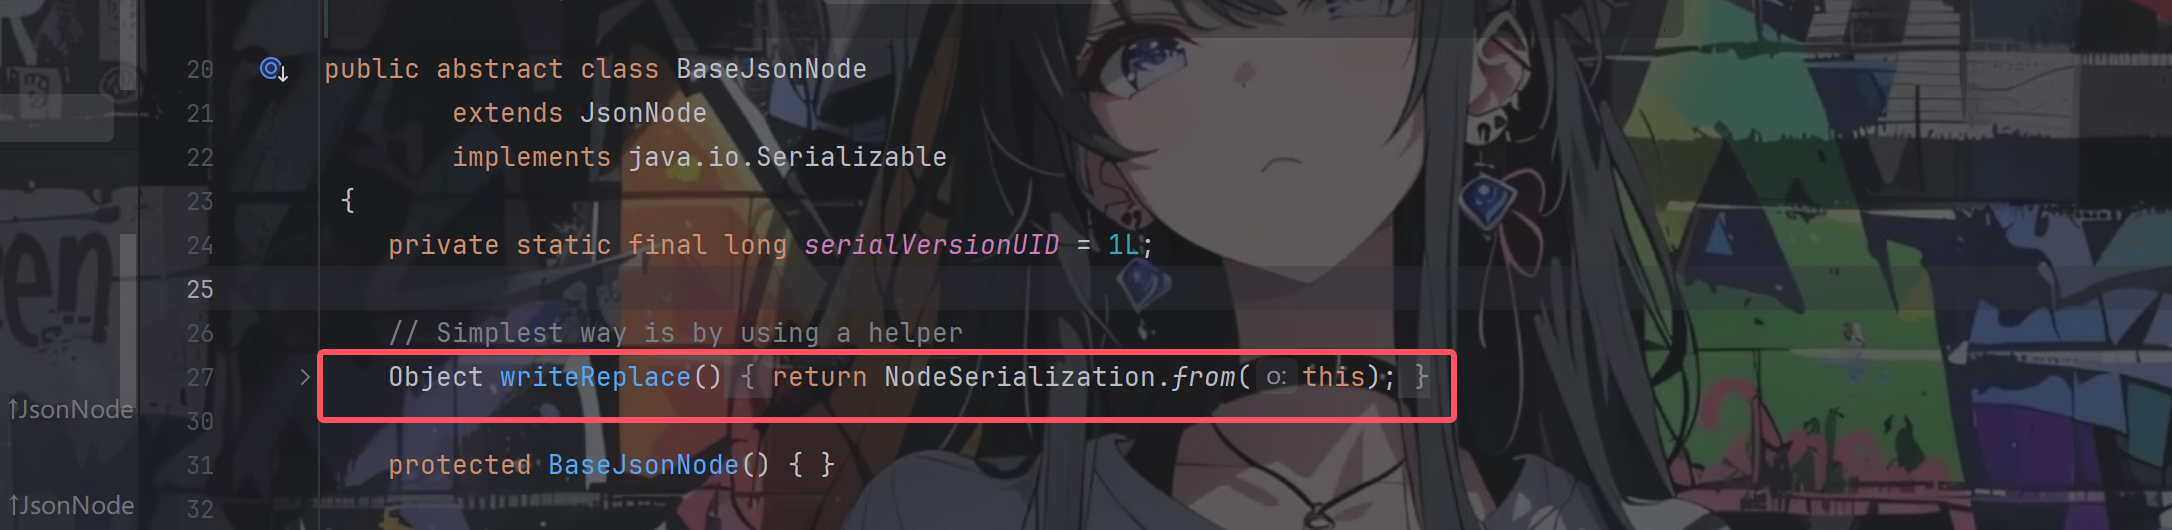 20 public abstract class BaseJsonNode
21 extends JsonNode
22 implements java.io.Serializable
23 {
24 private static final long serialVersionUID = 1L;
25
26 // Simplest way is by using a helper
27 Object writeReplace() { return NodeSerialization.from( o: this); }
↑JsonNode
30
31 protected BaseJsonNode() { }
↑JsonNode
32